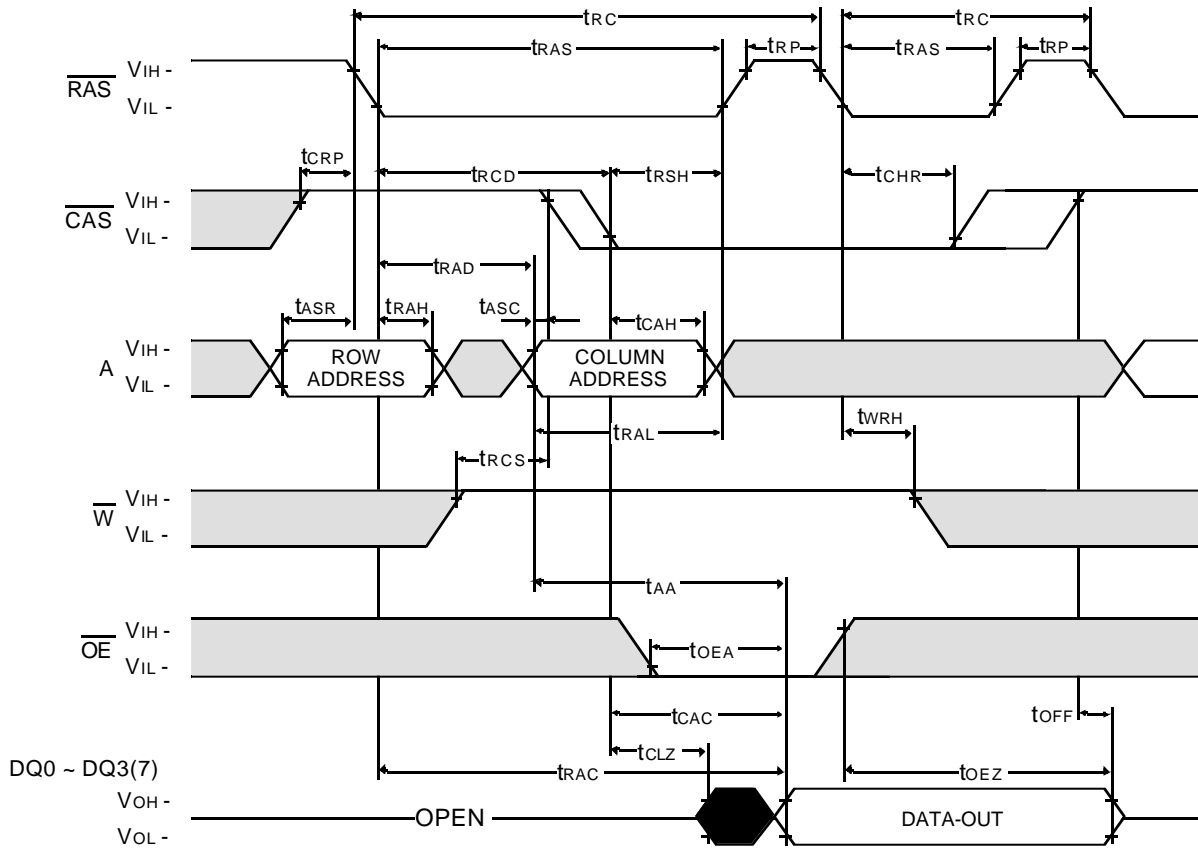 tRC tRC
tRAS tRP tRAS tRP
RAS VIH -
VIL -
tCRP tRCD tRSH tCHR
CAS VIH -
VIL -
tRAD
tASR tRAH tASC tCAH
A VIH -
VIL -
ROW ADDRESS
COLUMN ADDRESS
tRAL tWRH
tRCS
W VIH -
VIL -
tAA
OE VIH -
VIL -
tOEA
tCAC tOFF
tCLZ
DQ0 ~ DQ3(7) tRAC tOEZ
VOH -
VOL -
OPEN DATA-OUT